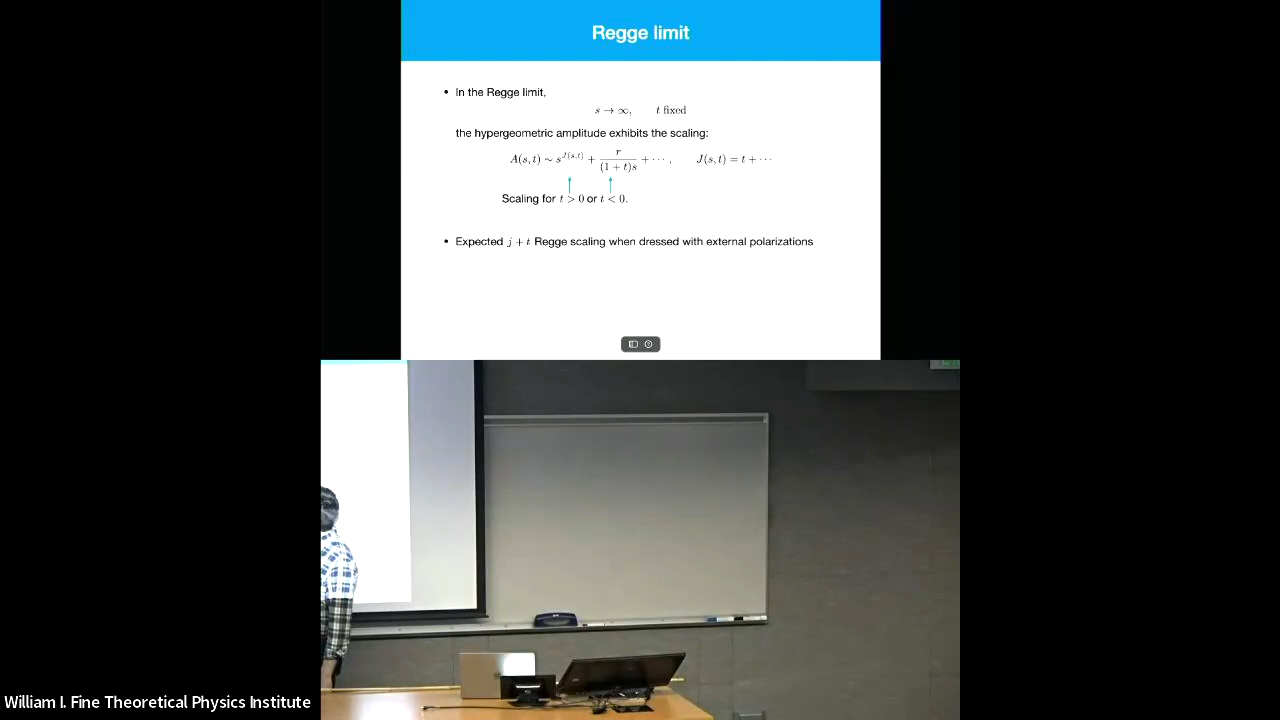 Regge limit
• In the Regge limit,
s → ∞, t fixed
the hypergeometric amplitude exhibits the scaling:
A(s,t) ∼ s^{J(s,t)} + r/((1+t)s) + ⋯ , J(s,t) = t + ⋯
Scaling for t > 0 or t < 0.
• Expected j + t Regge scaling when dressed with external polarizations
William I. Fine Theoretical Physics Institute